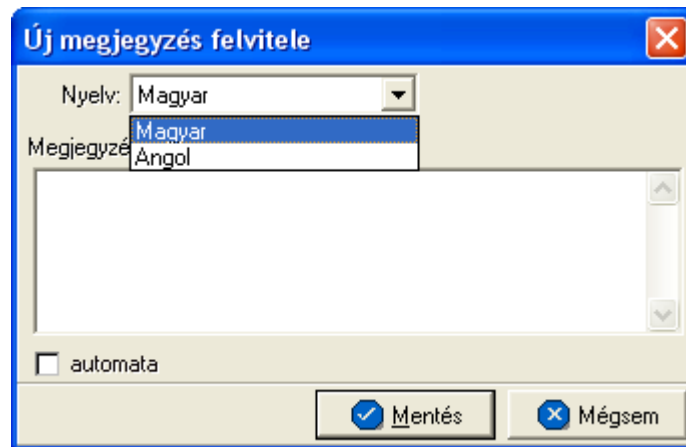 Új megjegyzés felvitele
Nyelv: Magyar
Magyar
Megjegyzé
Angol
automata
Mentés Mégsem